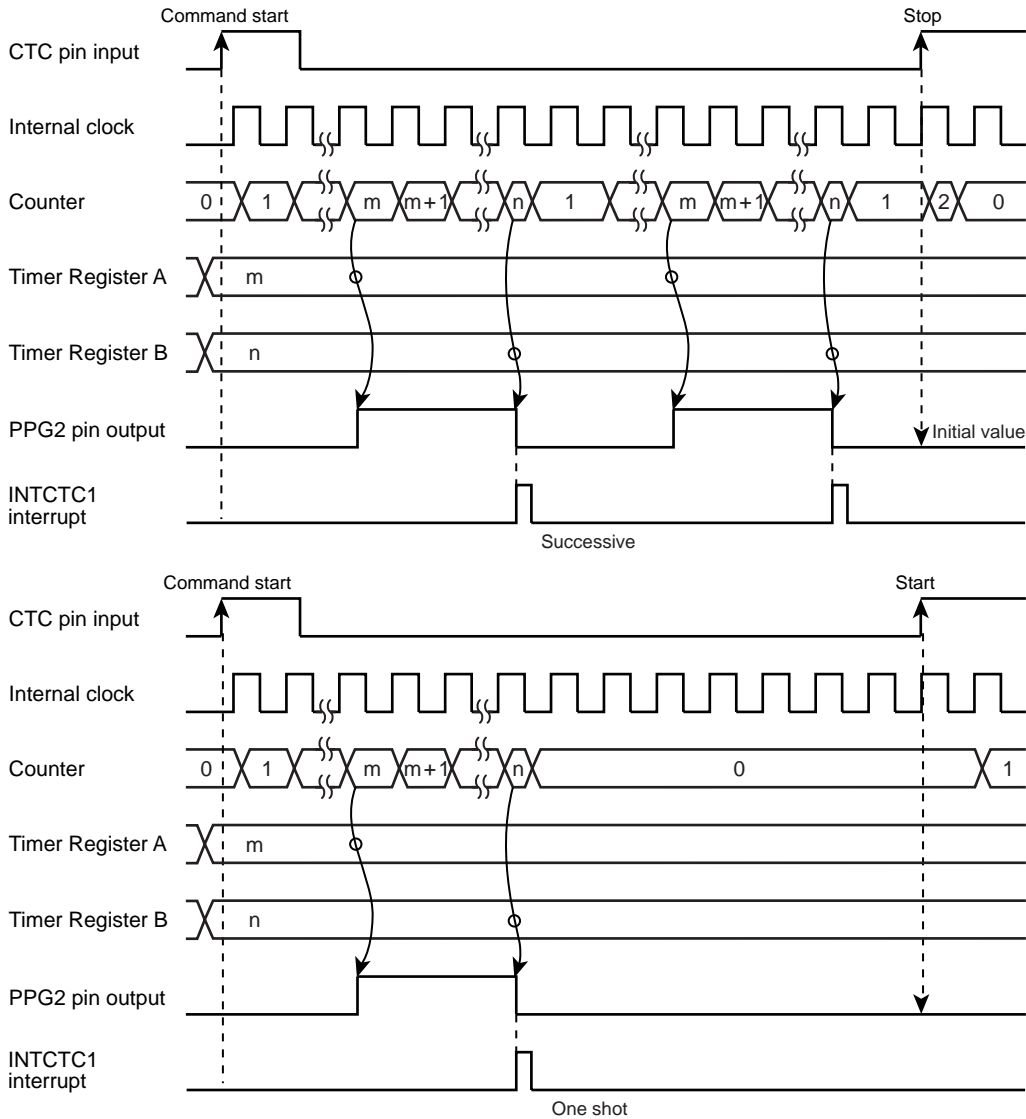 Command start Stop
CTC pin input
Internal clock
Counter 0 1 m m+1 n 1 m m+1 n 1 2 0
Timer Register A m
Timer Register B n
PPG2 pin output Initial value
INTCTC1
interrupt
Successive
Command start Start
CTC pin input
Internal clock
Counter 0 1 m m+1 n 0 1
Timer Register A m
Timer Register B n
PPG2 pin output
INTCTC1
interrupt
One shot